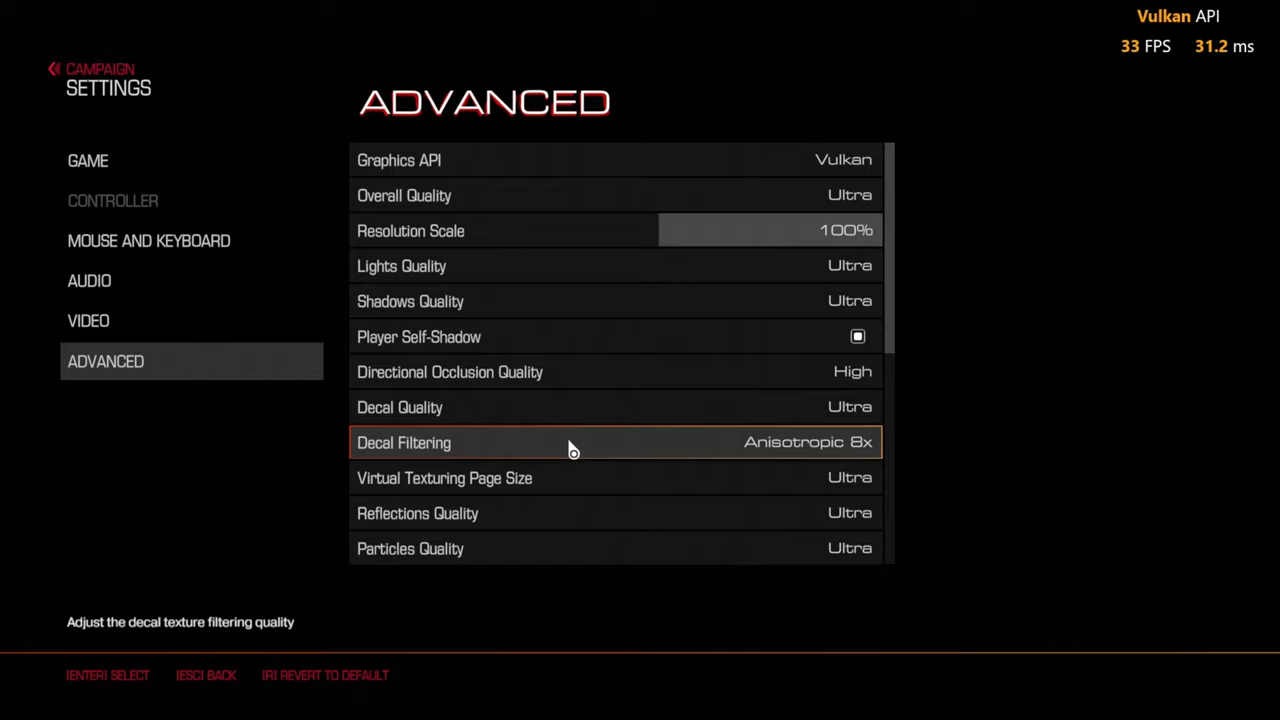 Vulkan API
33 FPS 31.2 ms
CAMPAIGN
SETTINGS
GAME
CONTROLLER
MOUSE AND KEYBOARD
AUDIO
VIDEO
ADVANCED
ADVANCED
Graphics API Vulkan
Overall Quality Ultra
Resolution Scale 100%
Lights Quality Ultra
Shadows Quality Ultra
Player Self-Shadow
Directional Occlusion Quality High
Decal Quality Ultra
Decal Filtering Anisotropic 8x
Virtual Texturing Page Size Ultra
Reflections Quality Ultra
Particles Quality Ultra
Adjust the decal texture filtering quality
[ENTER] SELECT [ESC] BACK [R] REVERT TO DEFAULT